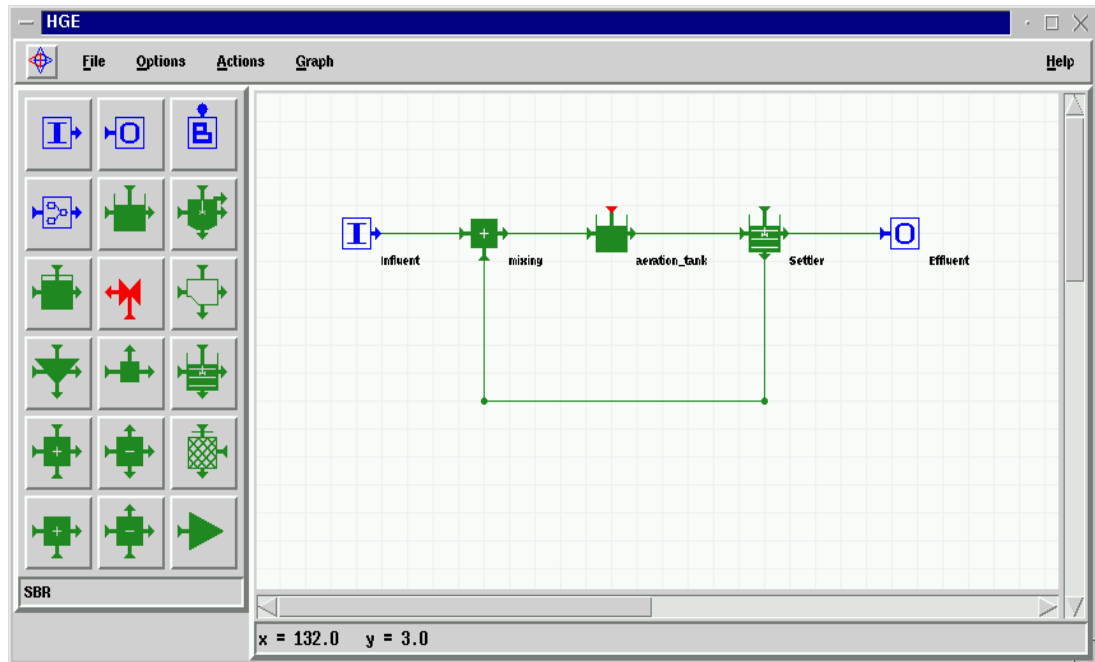 HGE
File Options Actions Graph Help
I O B
I Influent mixing aeration_tank Settler O Effluent
SBR
x = 132.0 y = 3.0